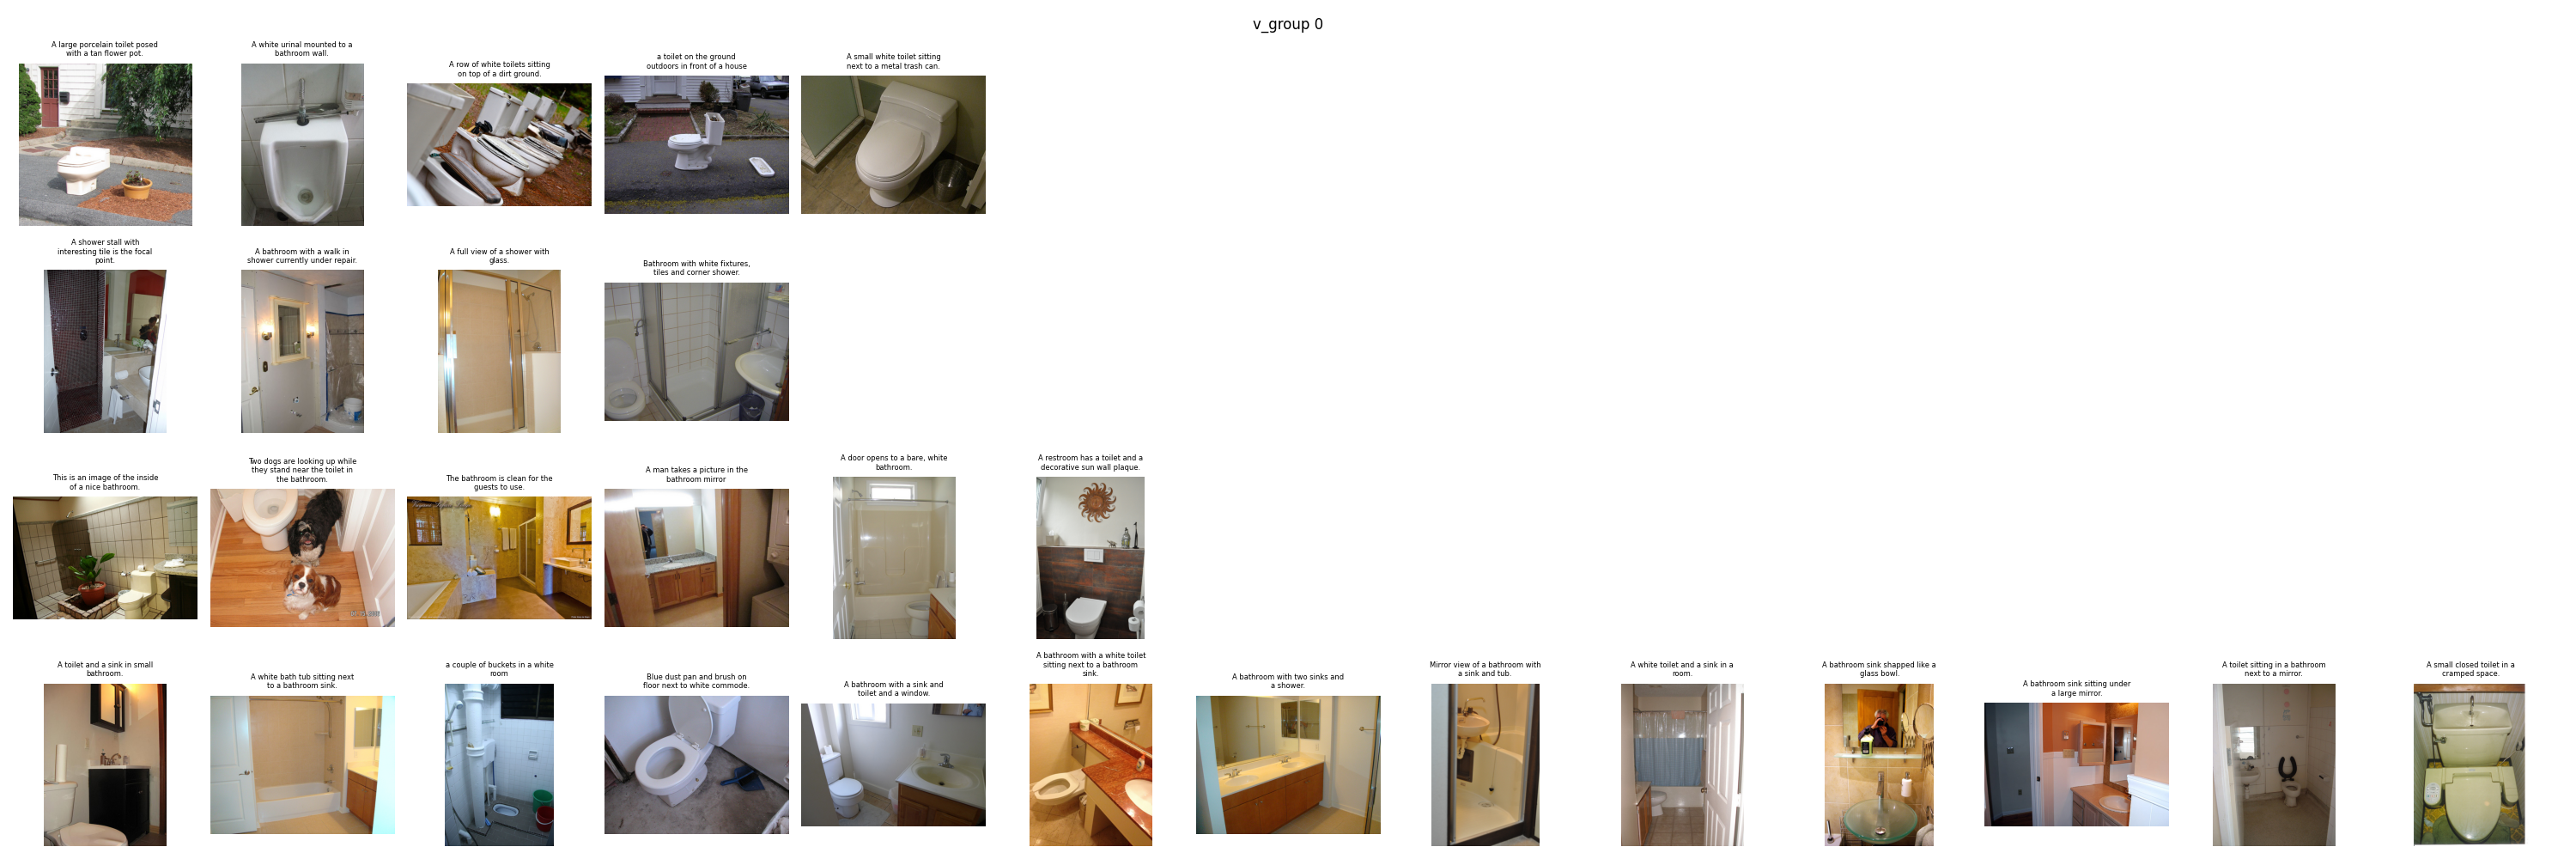 v_group 0
A large porcelain toilet posed
with a tan flower pot.
A white urinal mounted to a
bathroom wall.
A row of white toilets sitting
on top of a dirt ground.
a toilet on the ground
outdoors in front of a house
A small white toilet sitting
next to a metal trash can.
A shower stall with
interesting tile is the focal
point.
A bathroom with a walk in
shower currently under repair.
A full view of a shower with
glass.
Bathroom with white fixtures,
tiles and corner shower.
This is an image of the inside
of a nice bathroom.
Two dogs are looking up while
they stand near the toilet in
the bathroom.
The bathroom is clean for the
guests to use.
A man takes a picture in the
bathroom mirror
A door opens to a bare, white
bathroom.
A restroom has a toilet and a
decorative sun wall plaque.
A toilet and a sink in small
bathroom.
A white bath tub sitting next
to a bathroom sink.
a couple of buckets in a white
room
Blue dust pan and brush on
floor next to white commode.
A bathroom with a sink and
toilet and a window.
A bathroom with a white toilet
sitting next to a bathroom
sink.
A bathroom with two sinks and
a shower.
Mirror view of a bathroom with
a sink and tub.
A white toilet and a sink in a
room.
A bathroom sink shapped like a
glass bowl.
A bathroom sink sitting under
a large mirror.
A toilet sitting in a bathroom
next to a mirror.
A small closed toilet in a
cramped space.